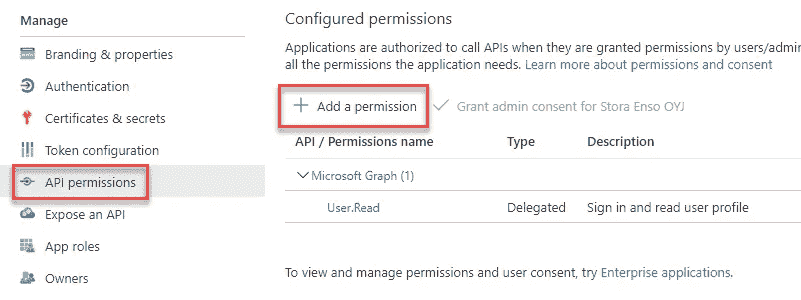 Manage
Branding & properties
Authentication
Certificates & secrets
Token configuration
API permissions
Expose an API
App roles
Owners
Configured permissions
Applications are authorized to call APIs when they are granted permissions by users/admin
all the permissions the application needs. Learn more about permissions and consent
Add a permission Grant admin consent for Stora Enso OYJ
API / Permissions name Type Description
Microsoft Graph (1)
User.Read Delegated Sign in and read user profile
To view and manage permissions and user consent, try Enterprise applications.